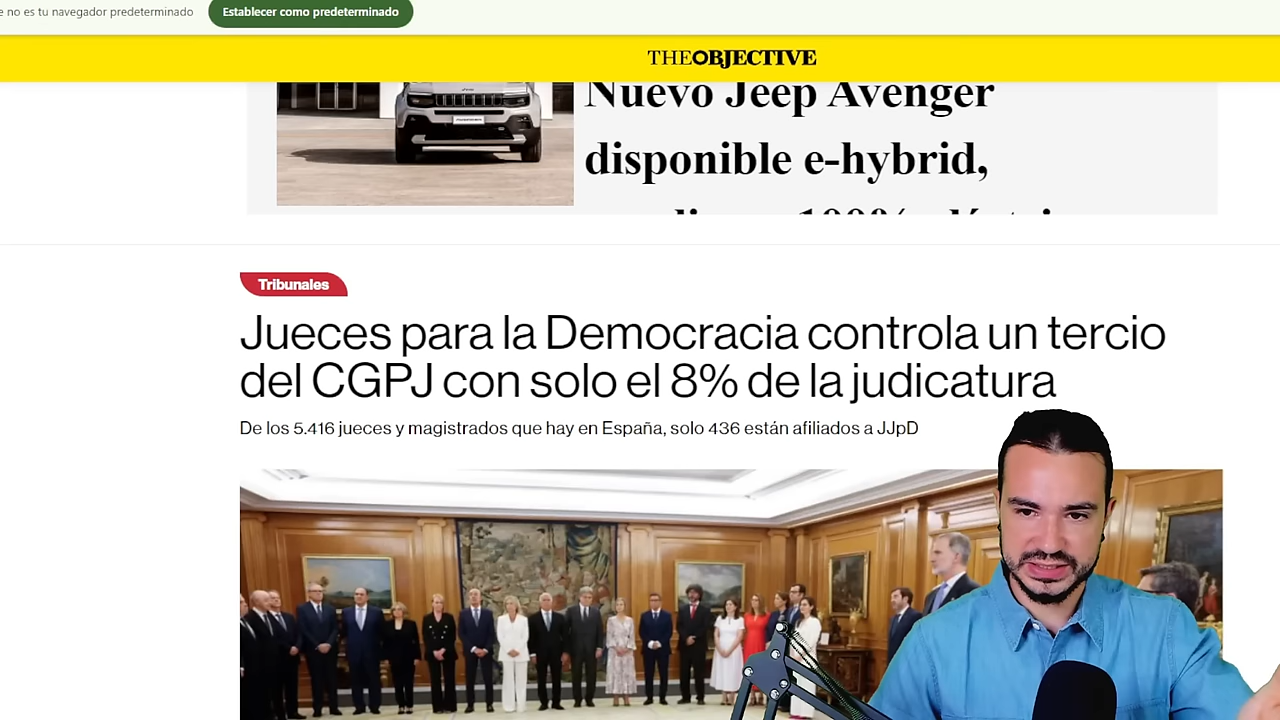 e no es tu navegador predeterminado
Establecer como predeterminado
THEOBJECTIVE
Nuevo Jeep Avenger
disponible e-hybrid,
Tribunales
Jueces para la Democracia controla un tercio
del CGPJ con solo el 8% de la judicatura
De los 5.416 jueces y magistrados que hay en España, solo 436 están afiliados a JJpD